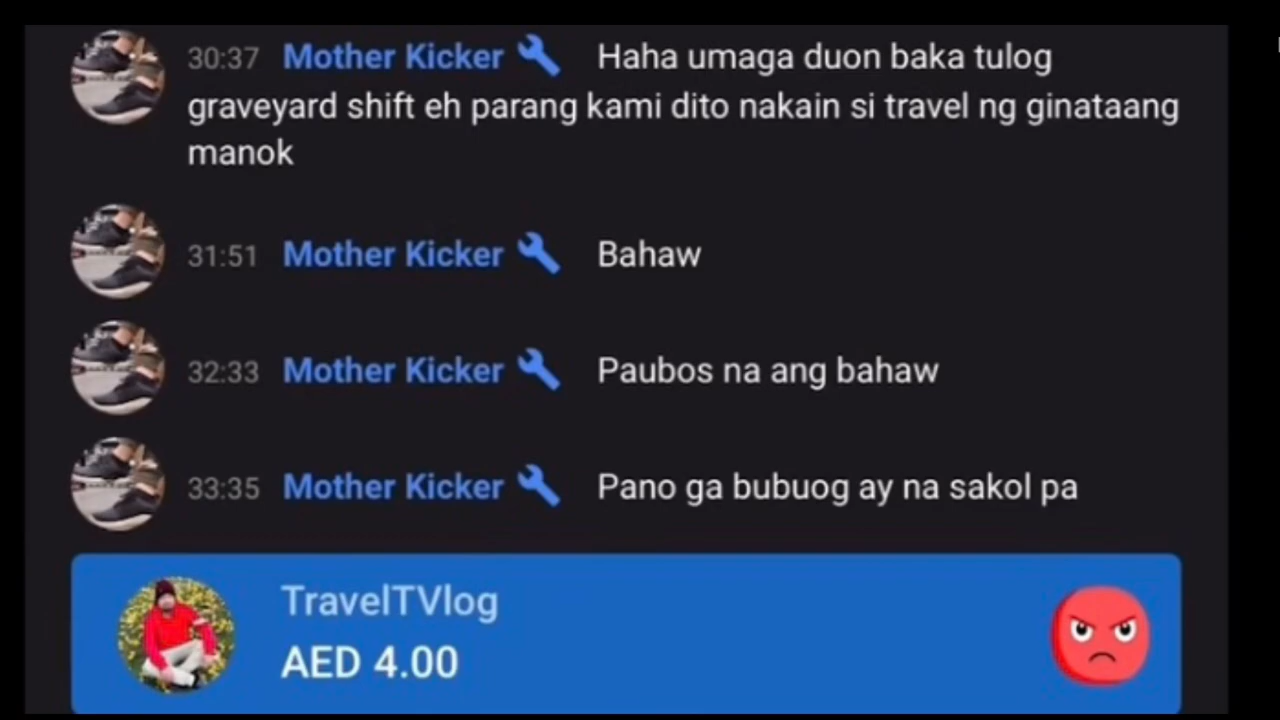 30:37 Mother Kicker Haha umaga duon baka tulog
graveyard shift eh parang kami dito nakain si travel ng ginataang
manok
31:51 Mother Kicker Bahaw
32:33 Mother Kicker Paubos na ang bahaw
33:35 Mother Kicker Pano ga bubuog ay na sakol pa
TravelTVlog
AED 4.00